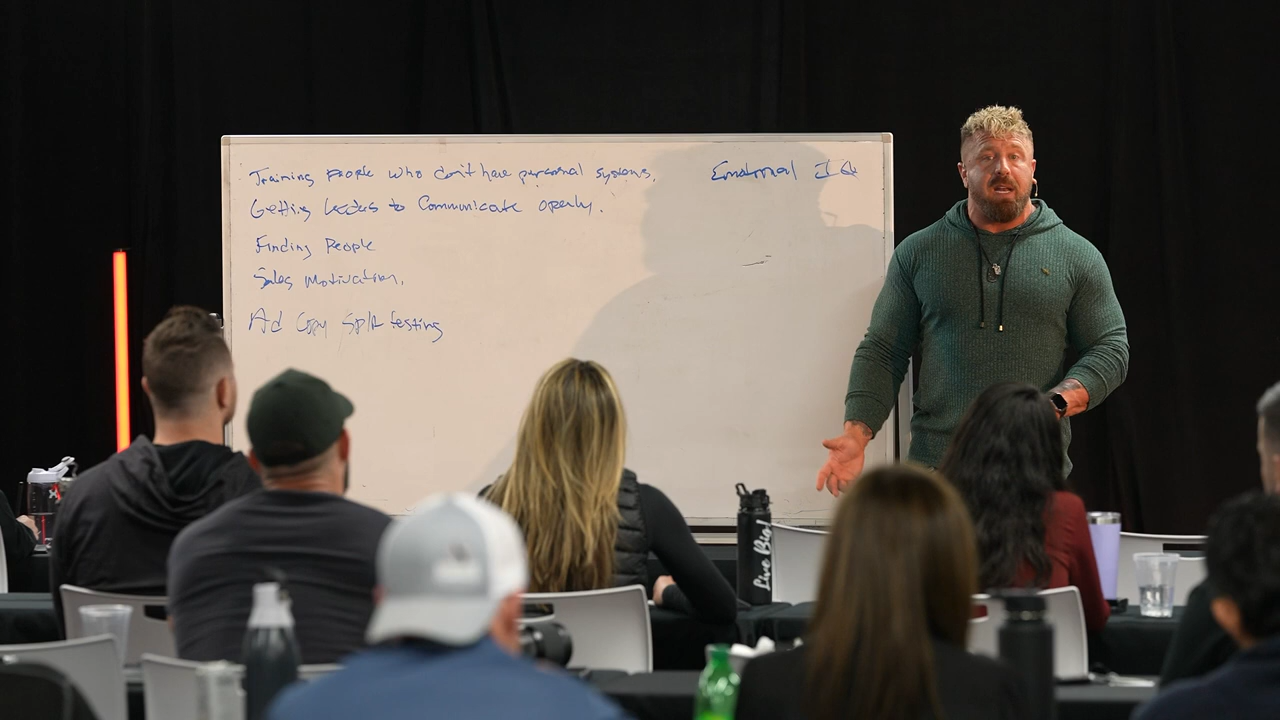 Training People who don't have personal systems.
Emotional IQ
Getting leaders to Communicate openly.
Finding People
Sales Motivation.
Ad Copy Split testing
Live Big!